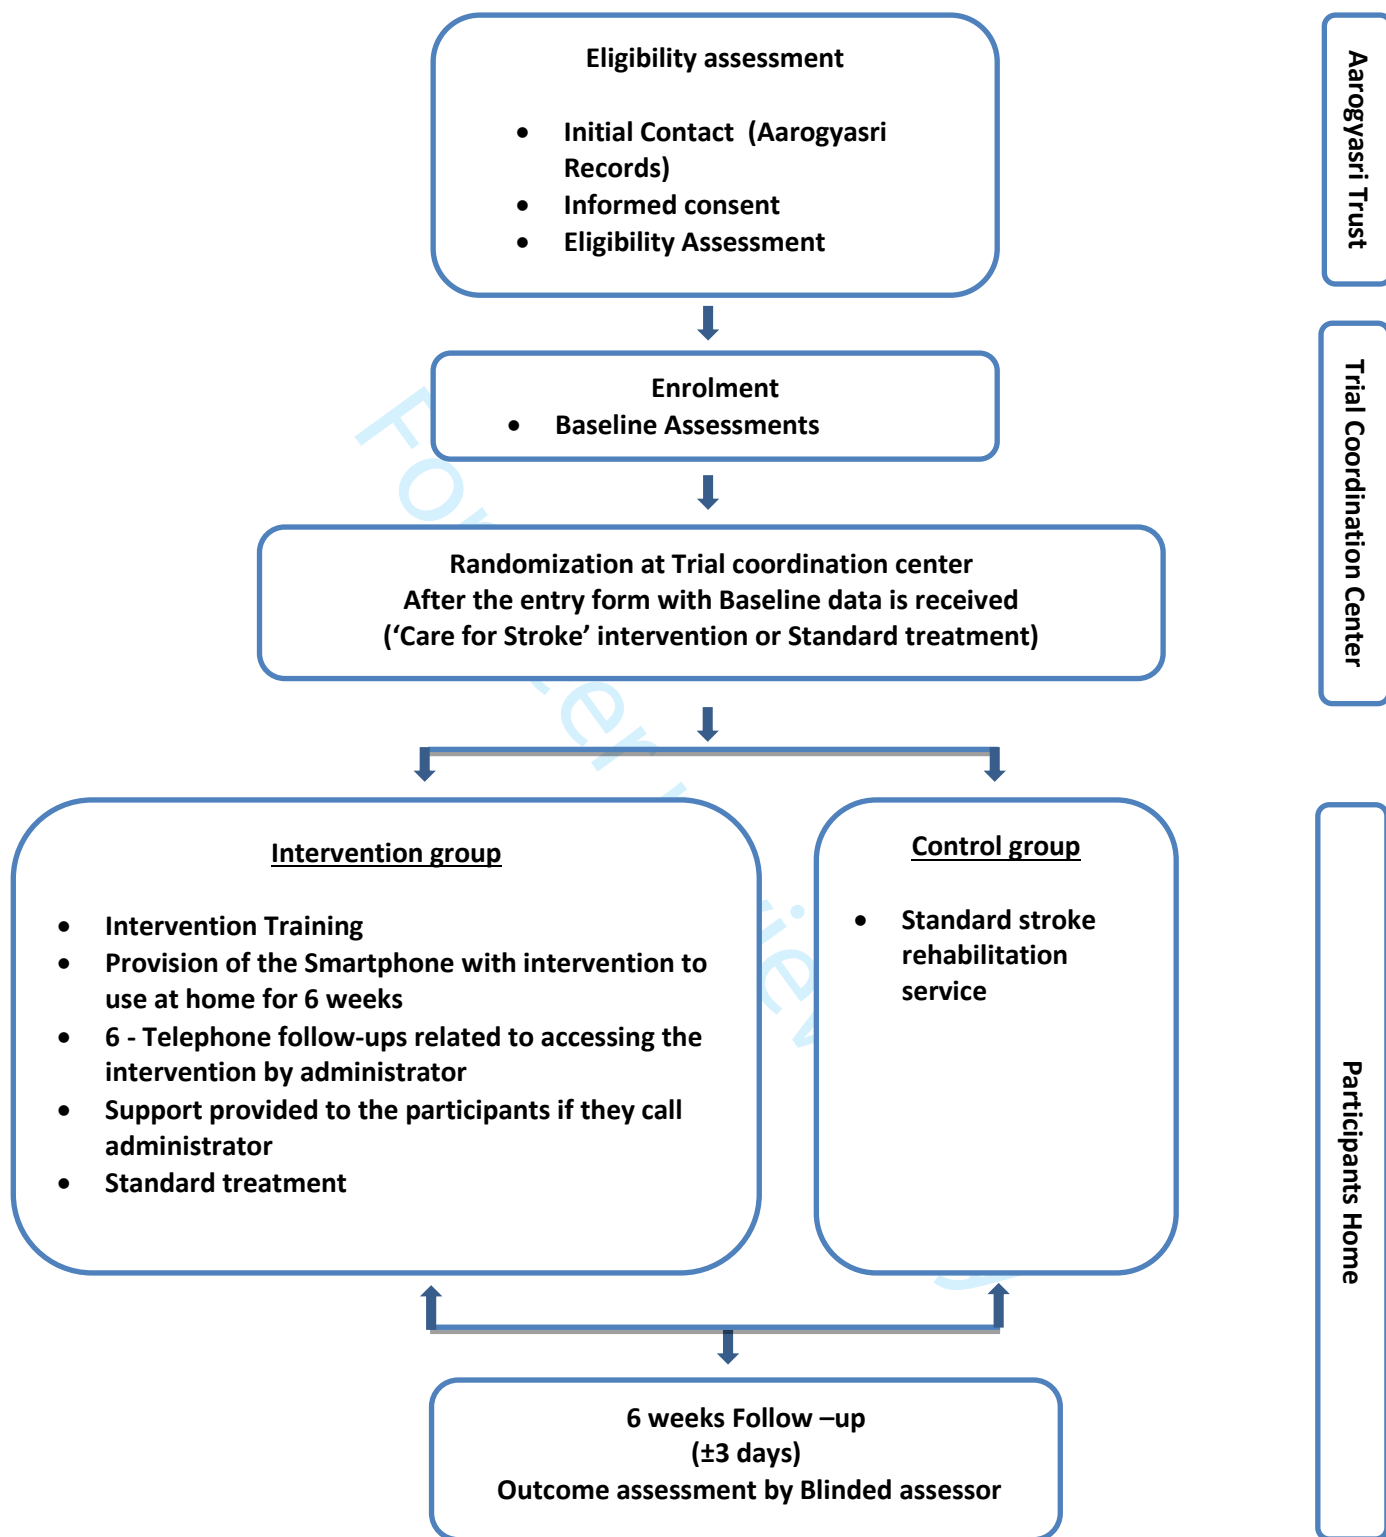 Eligibility assessment
• Initial Contact (Aarogyasri
Records)
• Informed consent
• Eligibility Assessment
Aarogyasri Trust
Enrolment
• Baseline Assessments
Trial Coordination Center
Randomization at Trial coordination center
After the entry form with Baseline data is received
(‘Care for Stroke’ intervention or Standard treatment)
Intervention group
• Intervention Training
• Provision of the Smartphone with intervention to
use at home for 6 weeks
• 6 - Telephone follow-ups related to accessing the
intervention by administrator
• Support provided to the participants if they call
administrator
• Standard treatment
Control group
• Standard stroke
rehabilitation
service
Participants Home
6 weeks Follow –up
(±3 days)
Outcome assessment by Blinded assessor